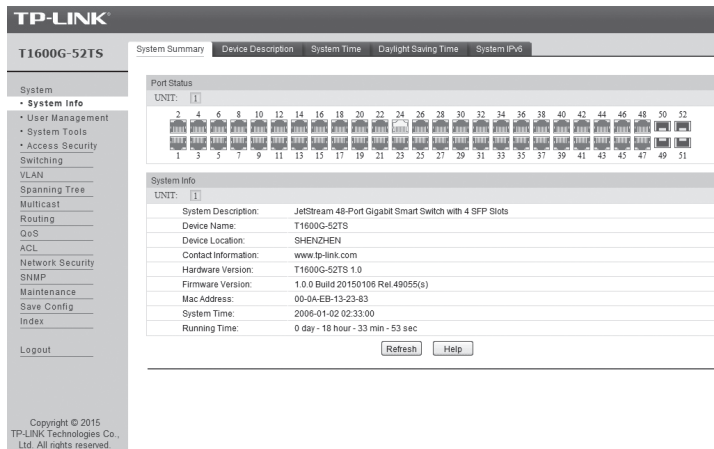 TP-LINK®
T1600G-52TS
System Summary Device Description System Time Daylight Saving Time System IPv6
System
• System Info
• User Management
• System Tools
• Access Security
Switching
VLAN
Spanning Tree
Multicast
Routing
QoS
ACL
Network Security
SNMP
Maintenance
Save Config
Index
Logout
Copyright © 2015
TP-LINK Technologies Co.,
Ltd. All rights reserved.
Port Status
UNIT: 1
2 4 6 8 10 12 14 16 18 20 22 24 26 28 30 32 34 36 38 40 42 44 46 48 50 52
1 3 5 7 9 11 13 15 17 19 21 23 25 27 29 31 33 35 37 39 41 43 45 47 49 51
System Info
UNIT: 1
System Description: JetStream 48-Port Gigabit Smart Switch with 4 SFP Slots
Device Name: T1600G-52TS
Device Location: SHENZHEN
Contact Information: www.tp-link.com
Hardware Version: T1600G-52TS 1.0
Firmware Version: 1.0.0 Build 20150106 Rel.49055(s)
Mac Address: 00-0A-EB-13-23-83
System Time: 2006-01-02 02:33:00
Running Time: 0 day - 18 hour - 33 min - 53 sec
Refresh Help